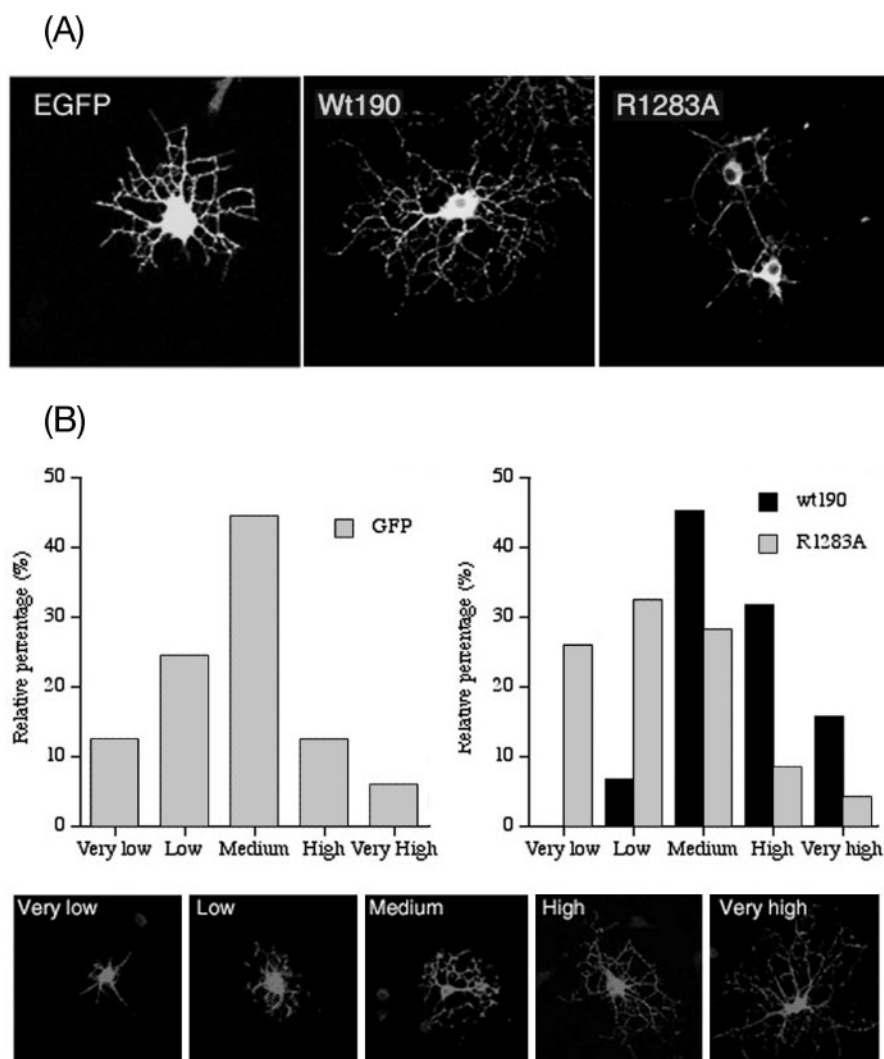 (A)
EGFP
Wt190
R1283A
(B)
50
40
30
20
10
0
Relative percentage (%)
GFP
Very low Low Medium High Very High
50
40
30
20
10
0
Relative percentage (%)
wt190
R1283A
Very low Low Medium High Very high
Very low
Low
Medium
High
Very high